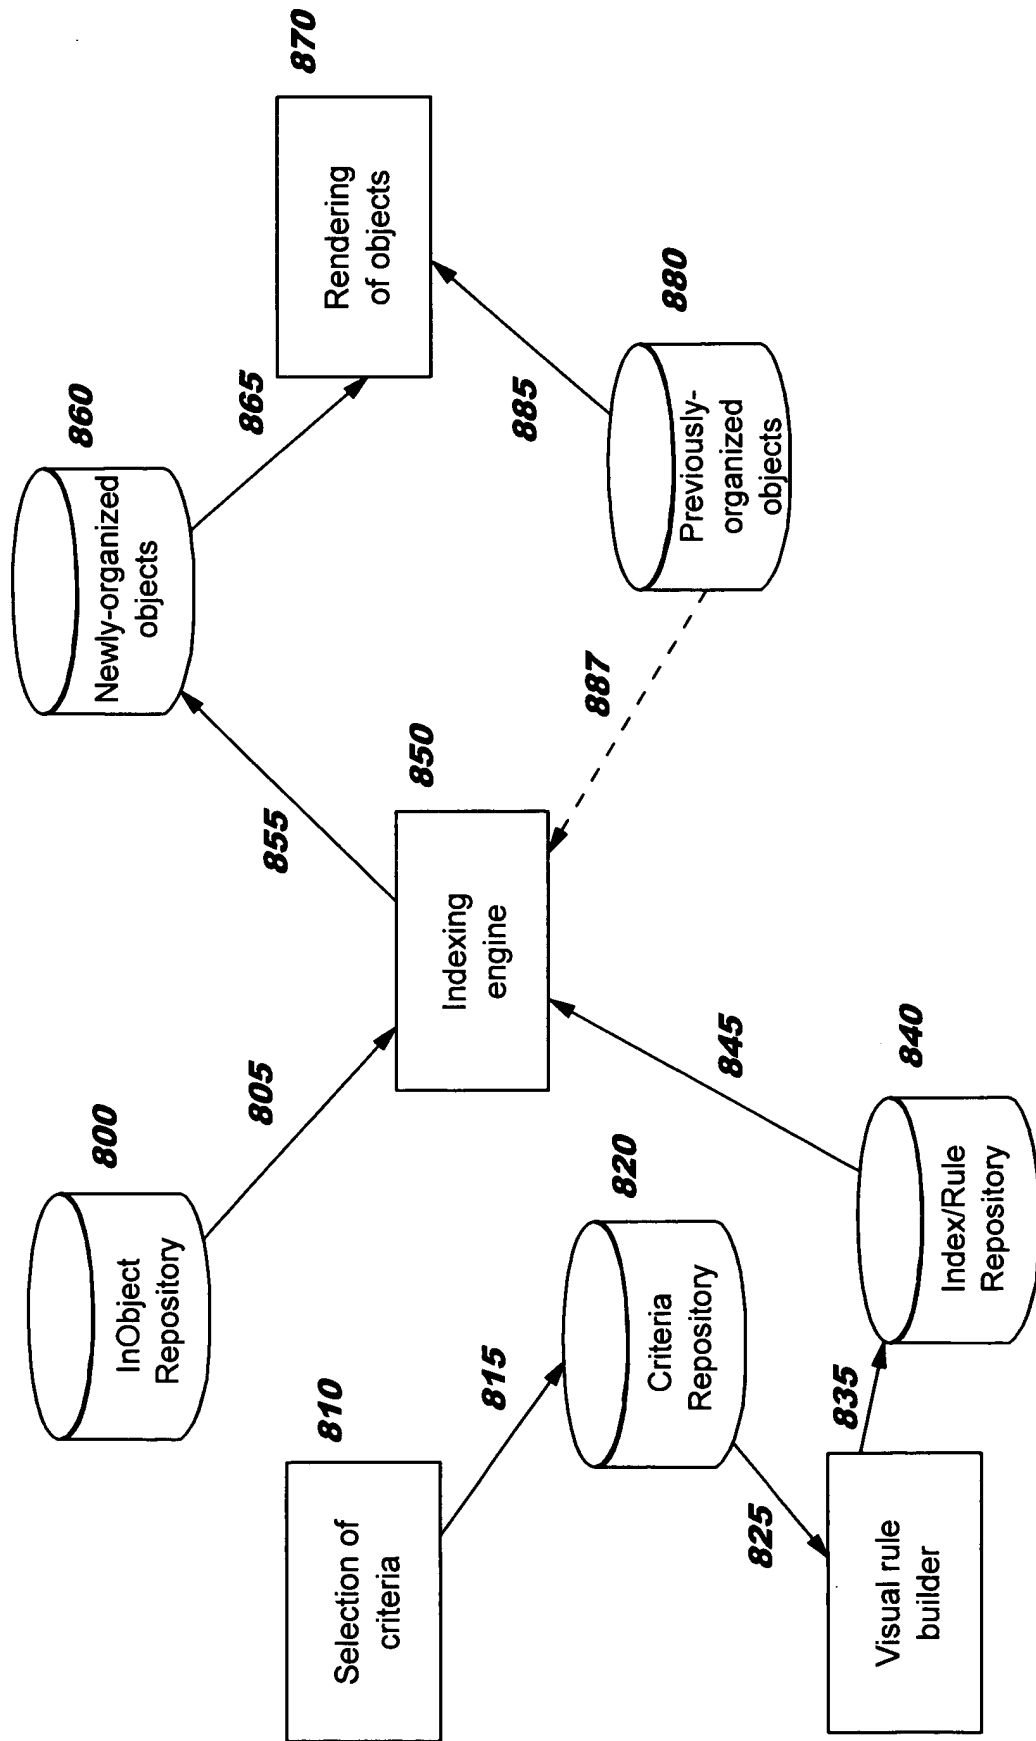 800
InObject
Repository
805
810
Selection of
criteria
815
820
Criteria
Repository
825
Visual rule
builder
835
840
Index/Rule
Repository
845
850
Indexing
engine
855
860
Newly-organized
objects
865
870
Rendering
of objects
880
Previously-
organized
objects
885
887